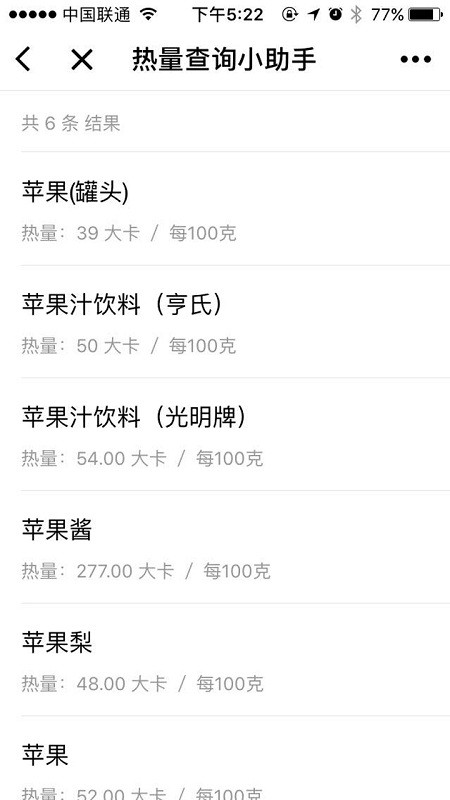 中国联通 下午5:22 77%
热量查询小助手
共 6 条 结果
苹果(罐头)
热量：39 大卡 / 每100克
苹果汁饮料（亨氏）
热量：50 大卡 / 每100克
苹果汁饮料（光明牌）
热量：54.00 大卡 / 每100克
苹果酱
热量：277.00 大卡 / 每100克
苹果梨
热量：48.00 大卡 / 每100克
苹果
热量：52.00 大卡 / 每100克